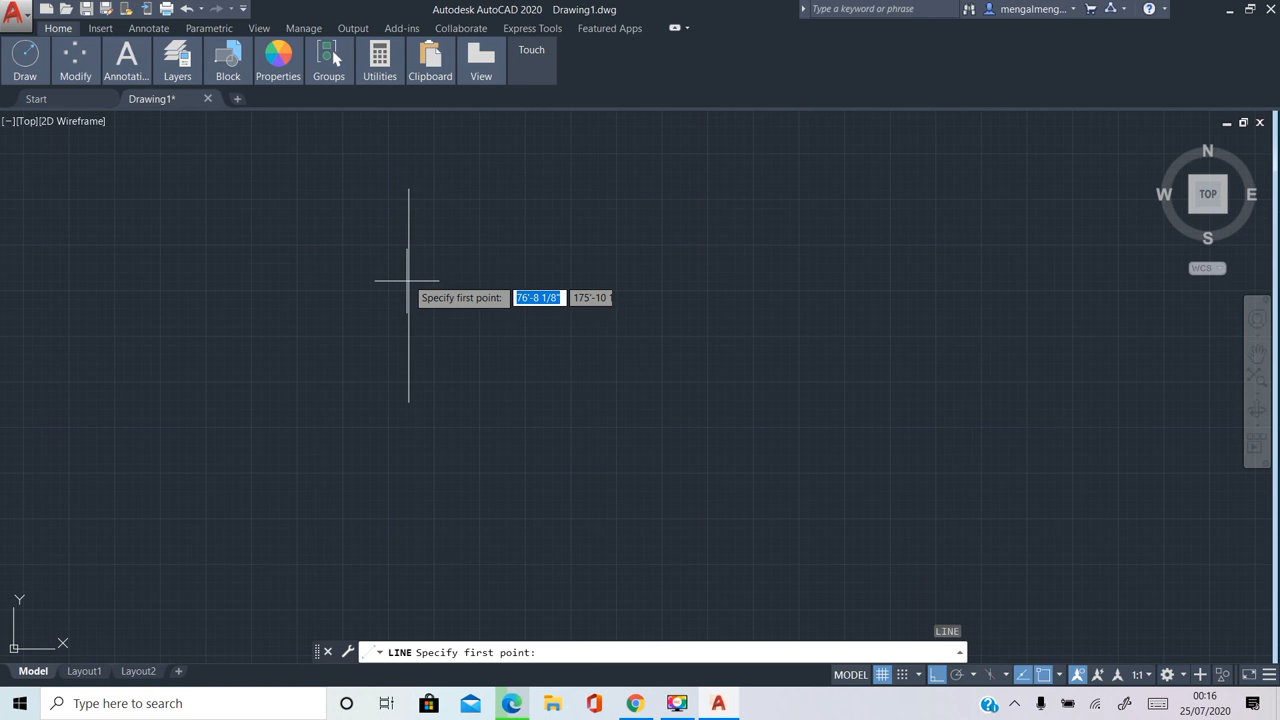 Autodesk AutoCAD 2020 Drawing1.dwg
Type a keyword or phrase
mengalmeng...
Home Insert Annotate Parametric View Manage Output Add-ins Collaborate Express Tools Featured Apps
Touch
Draw Modify Annotati... Layers Block Properties Groups Utilities Clipboard View
Start Drawing1*
[−][Top][2D Wireframe]
N
W TOP E
S
WCS
Specify first point: 76'-8 1/8" 175'-10 1
Y
X
LINE
LINE Specify first point:
Model Layout1 Layout2
MODEL 1:1
Type here to search
00:16
25/07/2020